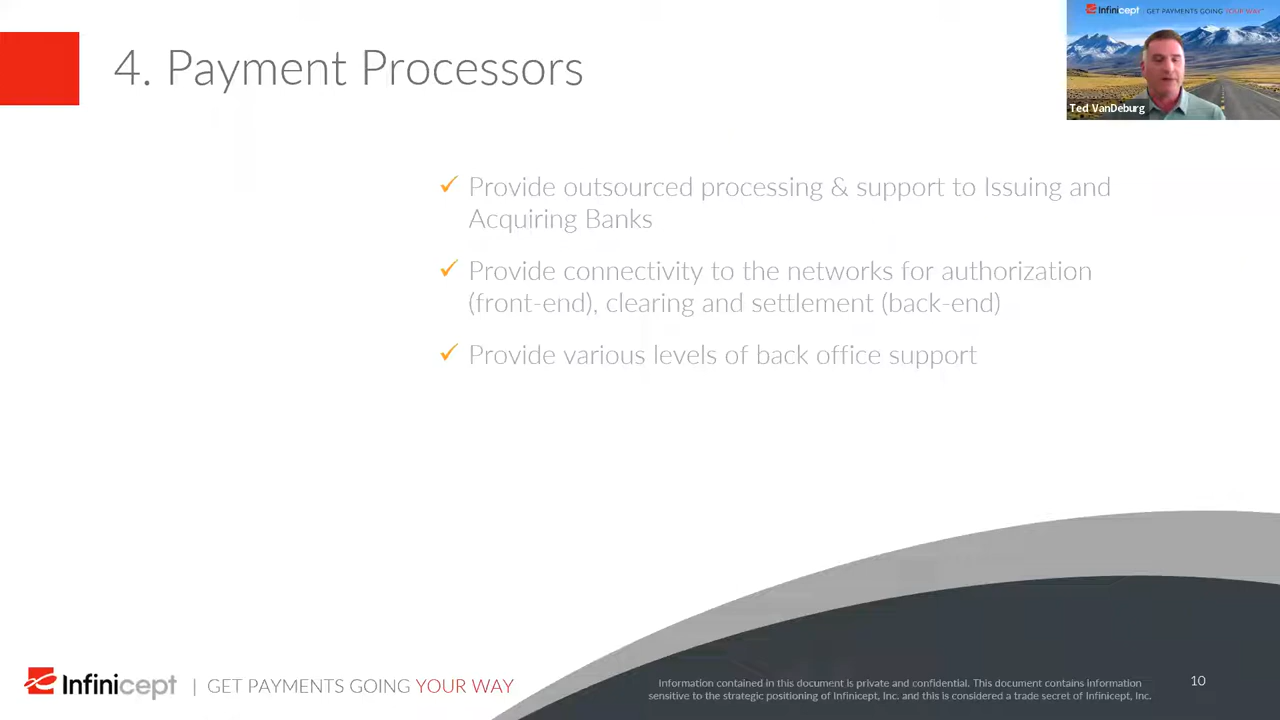 Infinicept GET PAYMENTS GOING YOUR WAY
4. Payment Processors
Ted VanDeburg
✓ Provide outsourced processing & support to Issuing and
Acquiring Banks
✓ Provide connectivity to the networks for authorization
(front-end), clearing and settlement (back-end)
✓ Provide various levels of back office support
Infinicept | GET PAYMENTS GOING YOUR WAY
Information contained in this document is private and confidential. This document contains information
sensitive to the strategic positioning of Infinicept, Inc. and this is considered a trade secret of Infinicept, Inc.
10